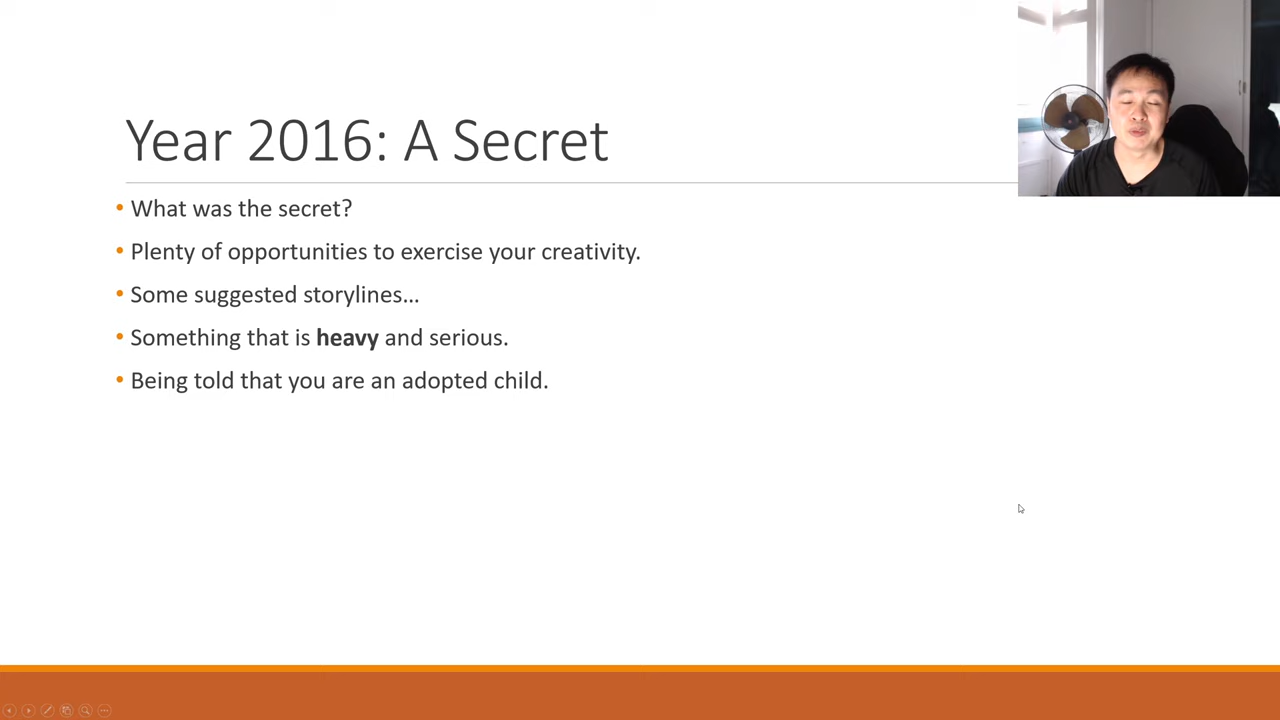 Year 2016: A Secret
• What was the secret?
• Plenty of opportunities to exercise your creativity.
• Some suggested storylines…
• Something that is heavy and serious.
• Being told that you are an adopted child.